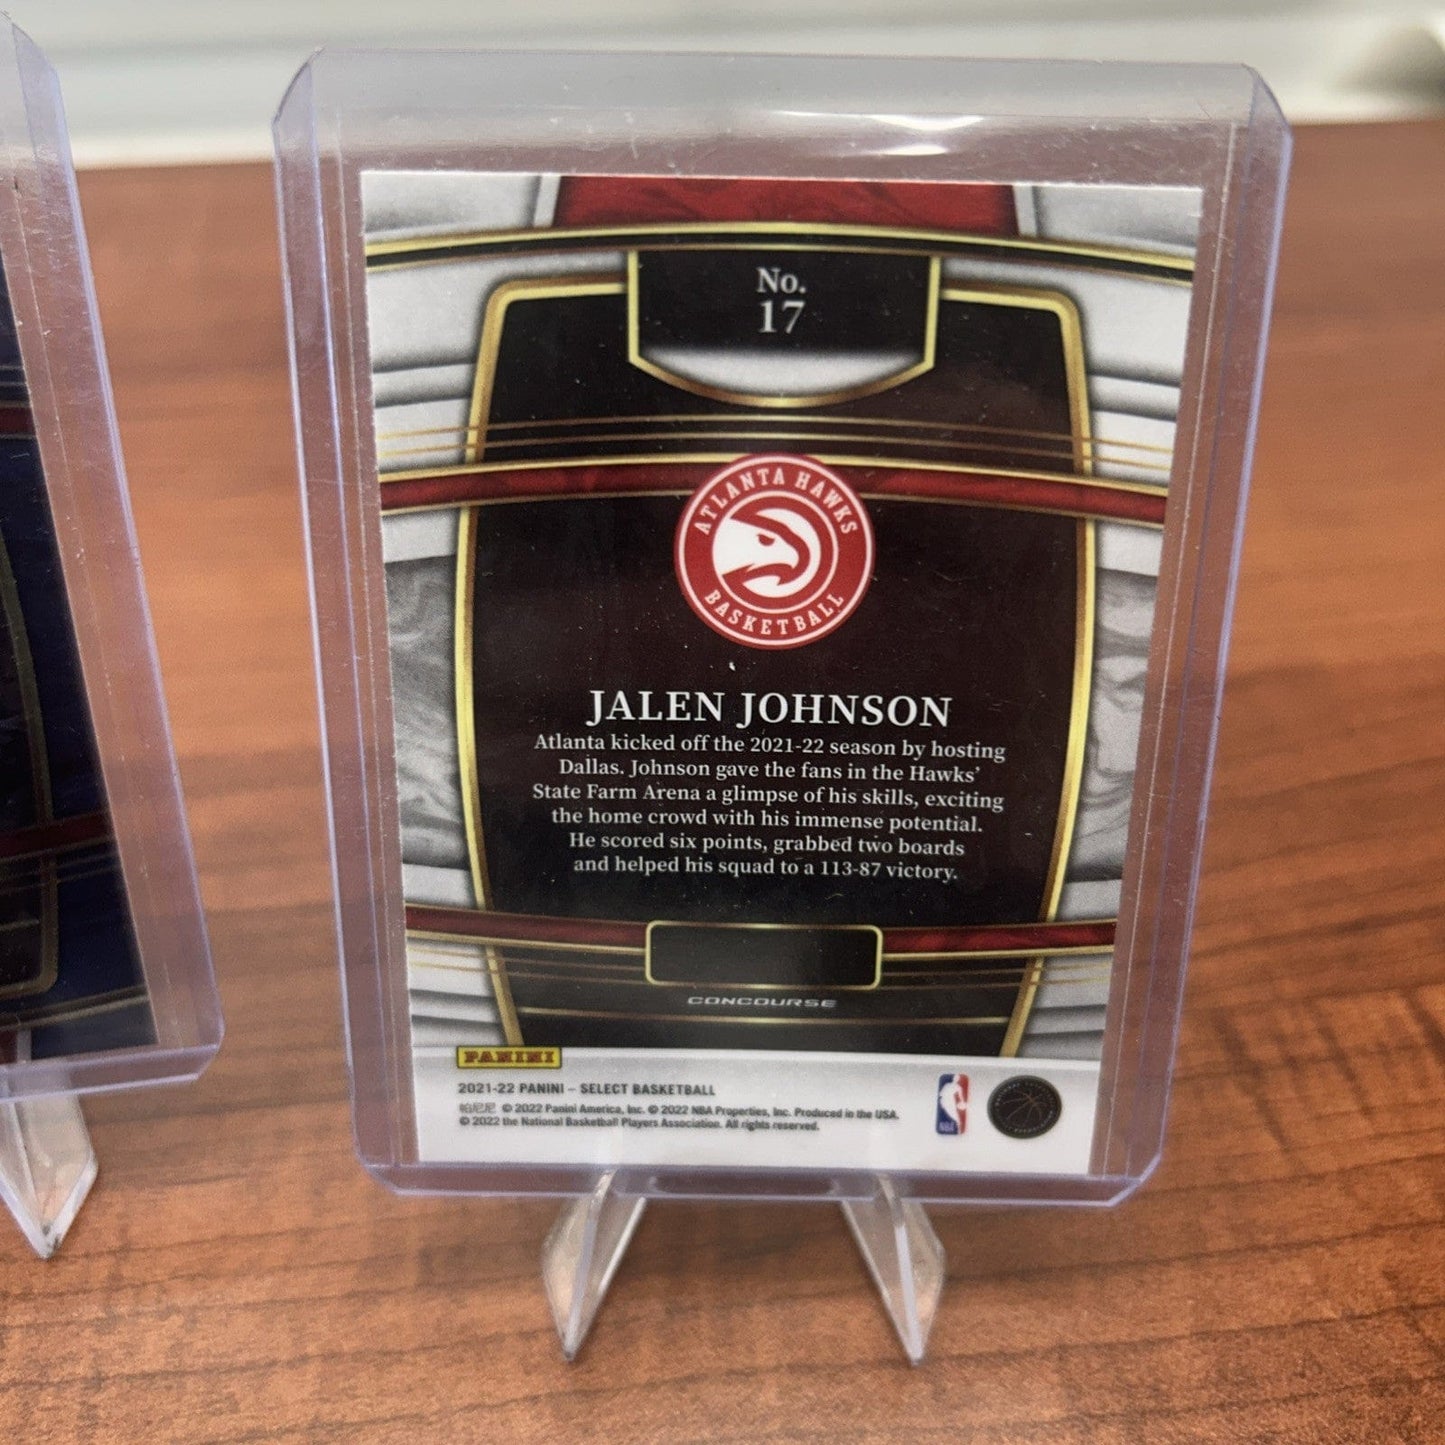 No.
17
ATLANTA HAWKS
BASKETBALL
JALEN JOHNSON
Atlanta kicked off the 2021-22 season by hosting
Dallas. Johnson gave the fans in the Hawks’
State Farm Arena a glimpse of his skills, exciting
the home crowd with his immense potential.
He scored six points, grabbed two boards
and helped his squad to a 113-87 victory.
CONCOURSE
PANINI
2021-22 PANINI – SELECT BASKETBALL
帕尼尼 © 2022 Panini America, Inc. © 2022 NBA Properties, Inc. Produced in the USA.
© 2022 the National Basketball Players Association. All rights reserved.
NBA